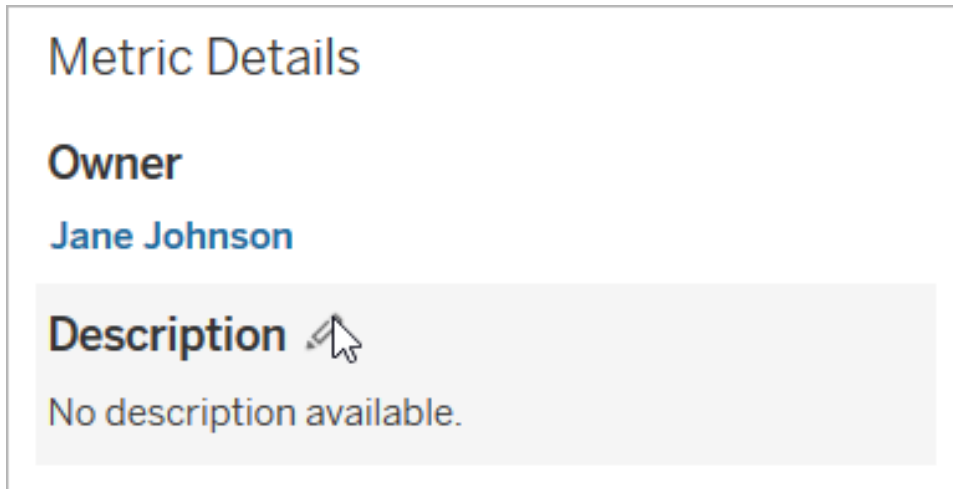 Metric Details
Owner
Jane Johnson
Description
No description available.